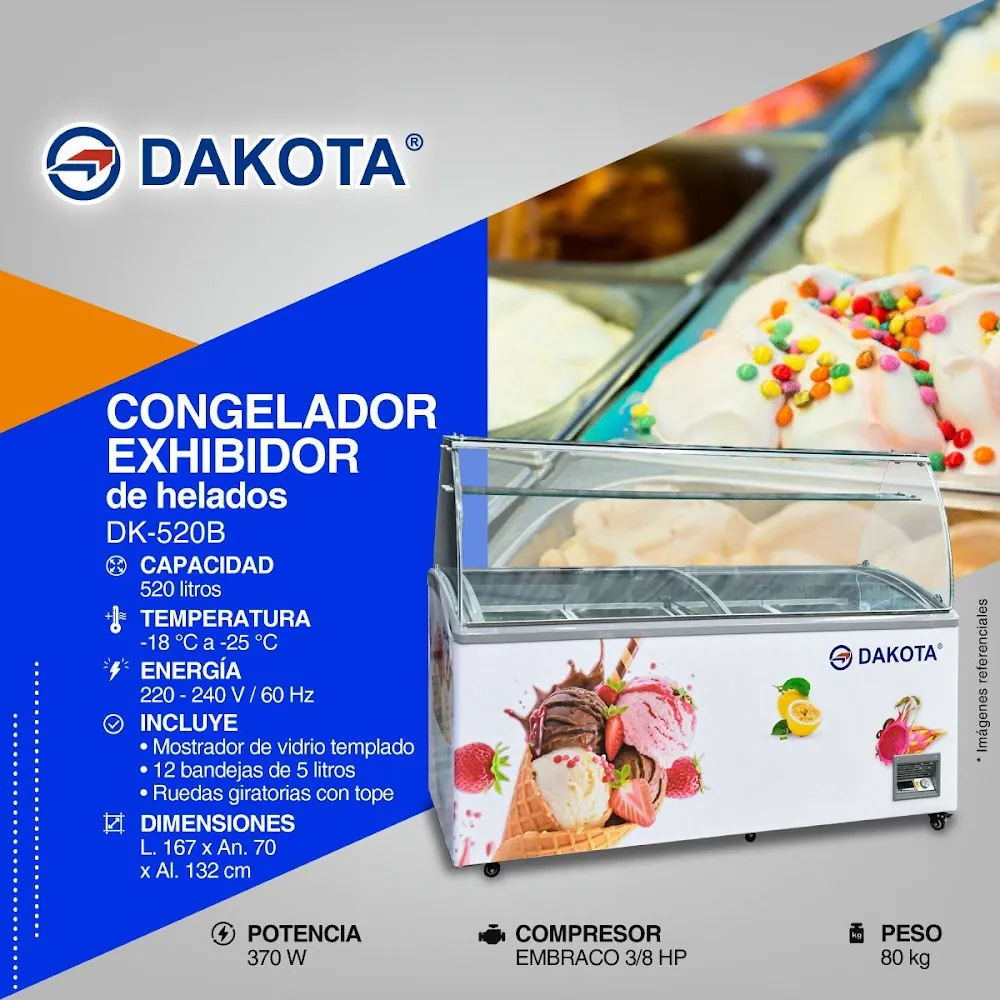 DAKOTA®
CONGELADOR
EXHIBIDOR
de helados
DK-520B
CAPACIDAD
520 litros
TEMPERATURA
-18 °C a -25 °C
ENERGÍA
220 - 240 V / 60 Hz
INCLUYE
• Mostrador de vidrio templado
• 12 bandejas de 5 litros
• Ruedas giratorias con tope
DIMENSIONES
L. 167 x An. 70
x Al. 132 cm
DAKOTA®
* Imágenes referenciales
POTENCIA
370 W
COMPRESOR
EMBRACO 3/8 HP
kg
PESO
80 kg